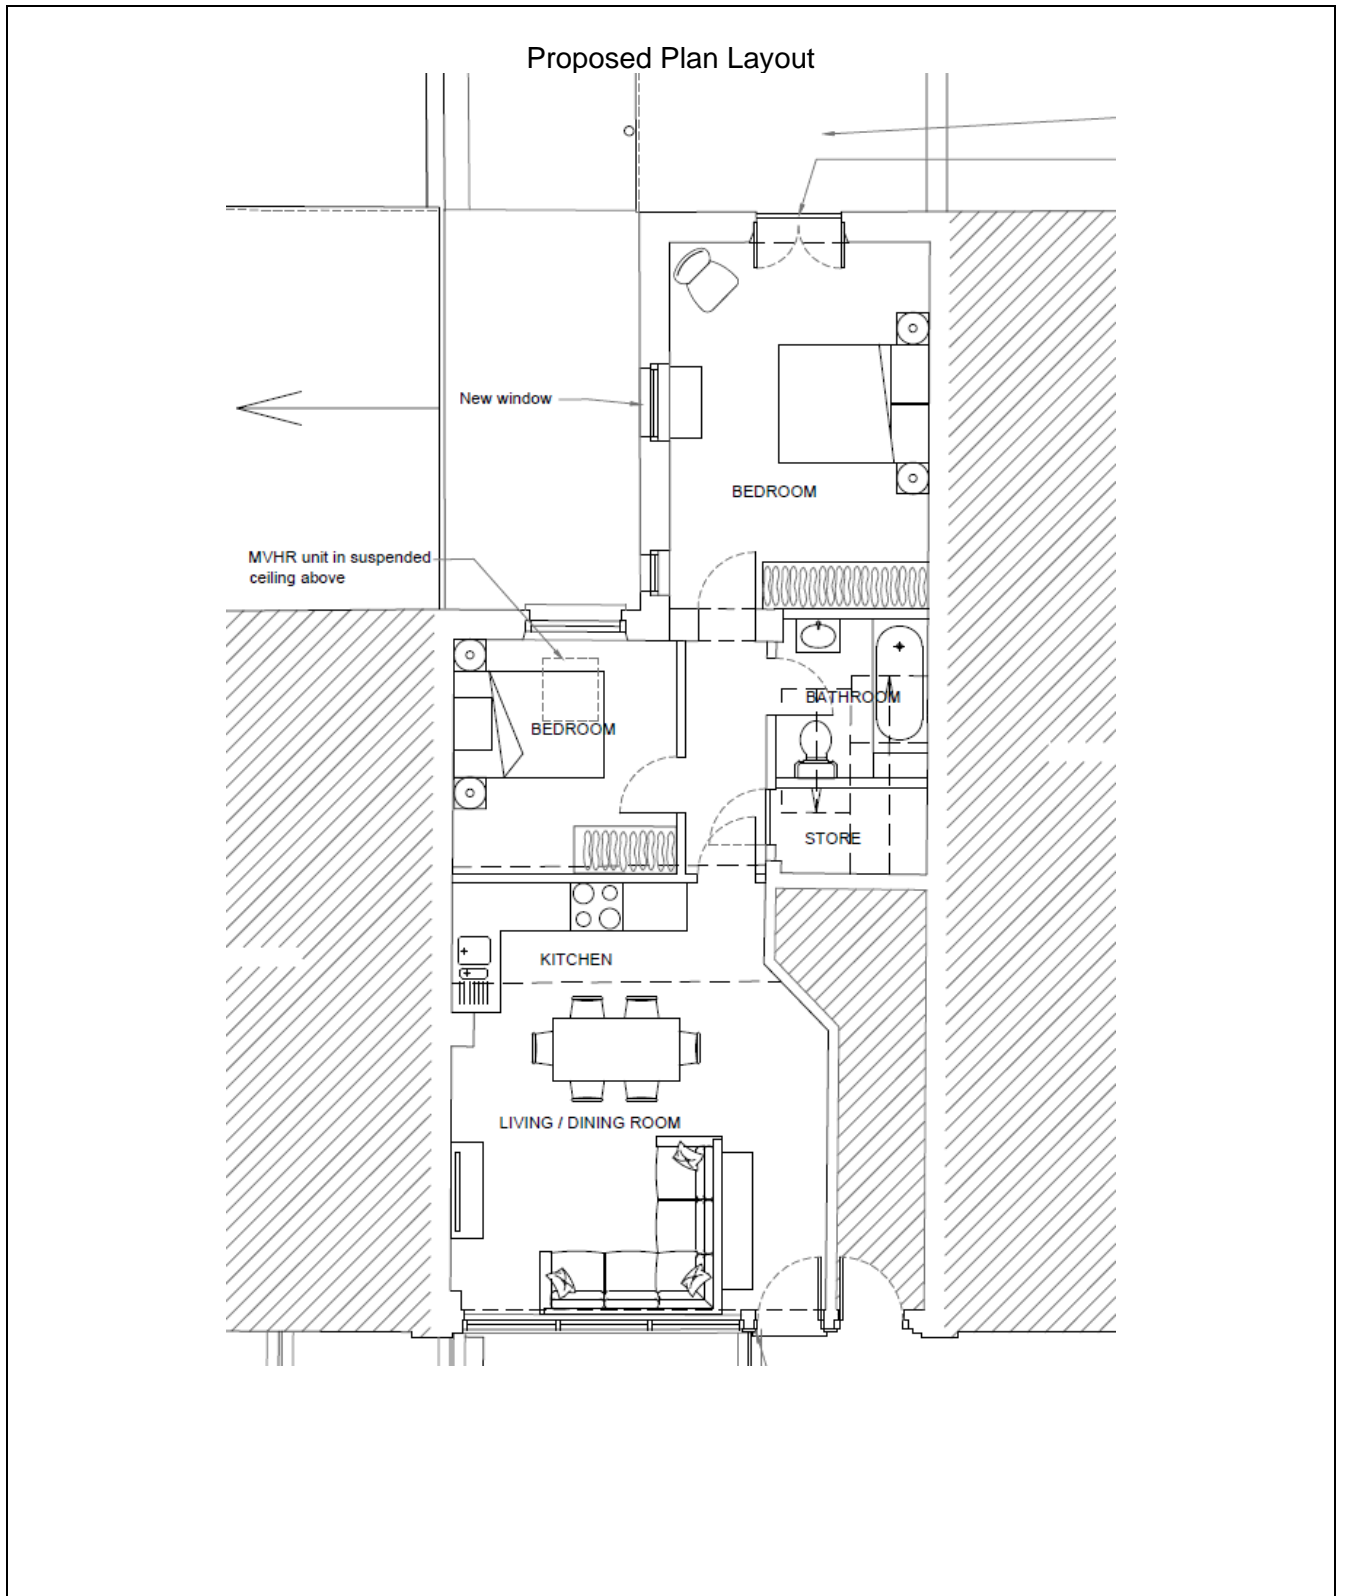 Proposed Plan Layout
New window
BEDROOM
MVHR unit in suspended
ceiling above
BATHROOM
BEDROOM
STORE
KITCHEN
LIVING / DINING ROOM